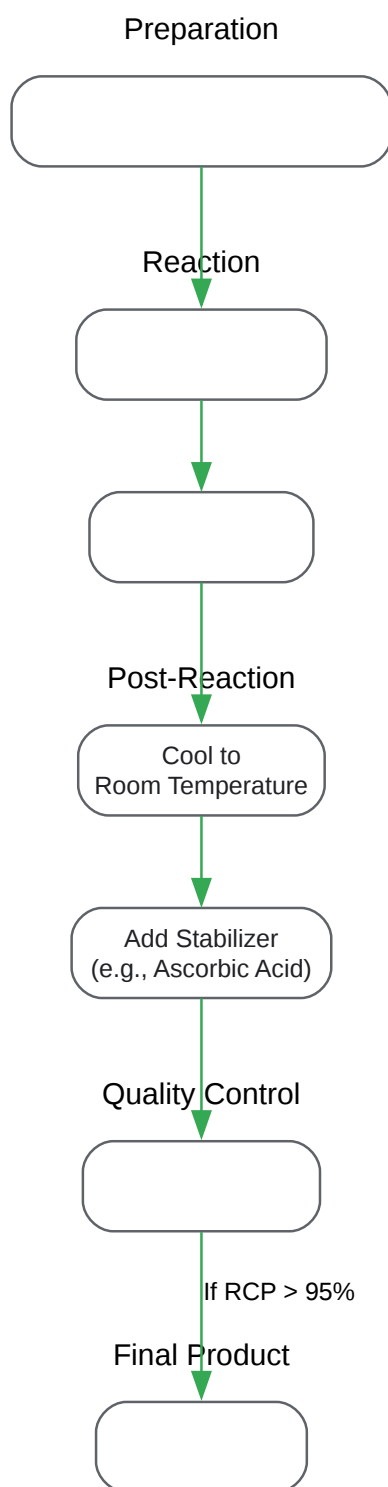 Preparation
Reaction
Post-Reaction
Cool to
Room Temperature
Add Stabilizer
(e.g., Ascorbic Acid)
Quality Control
If RCP > 95%
Final Product